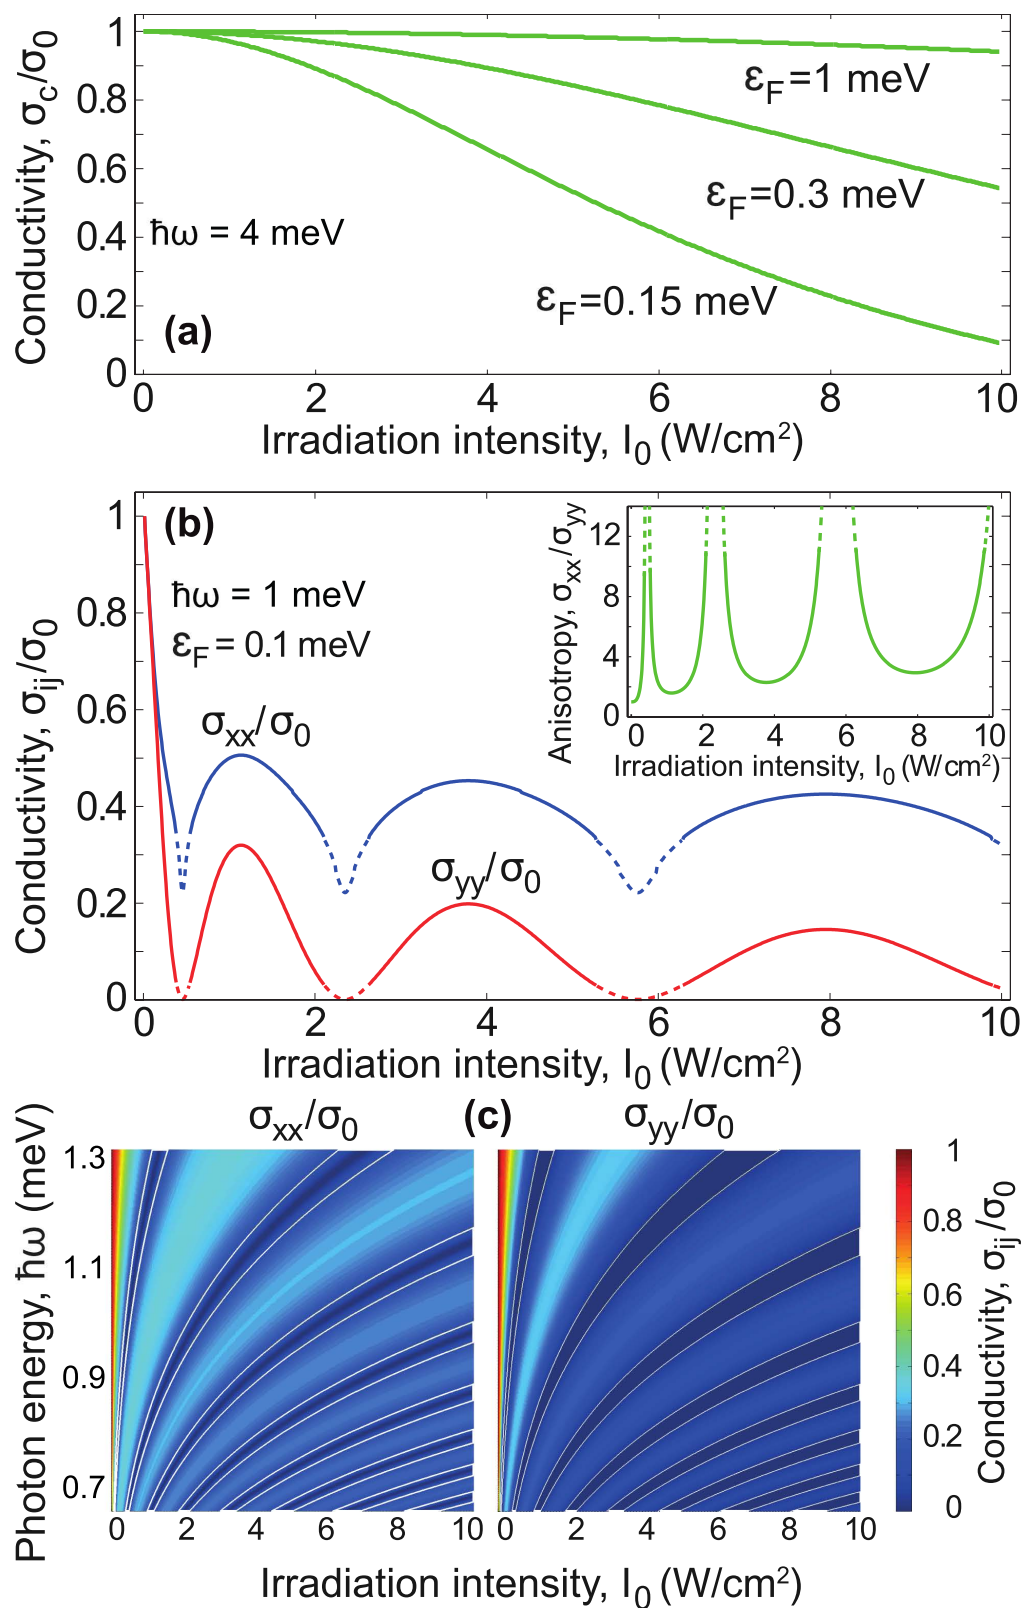 Conductivity, σc/σ0
1
0.8
0.6
0.4
0.2
0
εF=1 meV
εF=0.3 meV
εF=0.15 meV
ħω = 4 meV
(a)
0 2 4 6 8 10
Irradiation intensity, I0 (W/cm²)
Conductivity, σij/σ0
1
0.8
0.6
0.4
0.2
0
(b)
ħω = 1 meV
εF = 0.1 meV
σxx/σ0
σyy/σ0
Anisotropy, σxx/σyy
12
8
4
0
0 2 4 6 8 10
Irradiation intensity, I0 (W/cm²)
0 2 4 6 8 10
Irradiation intensity, I0 (W/cm²)
σxx/σ0 (c) σyy/σ0
Photon energy, ħω (meV)
1.3
1.1
0.9
0.7
0 2 4 6 8 10
0 2 4 6 8 10
1
0.8
0.6
0.4
0.2
0
Conductivity, σij/σ0
Irradiation intensity, I0 (W/cm²)